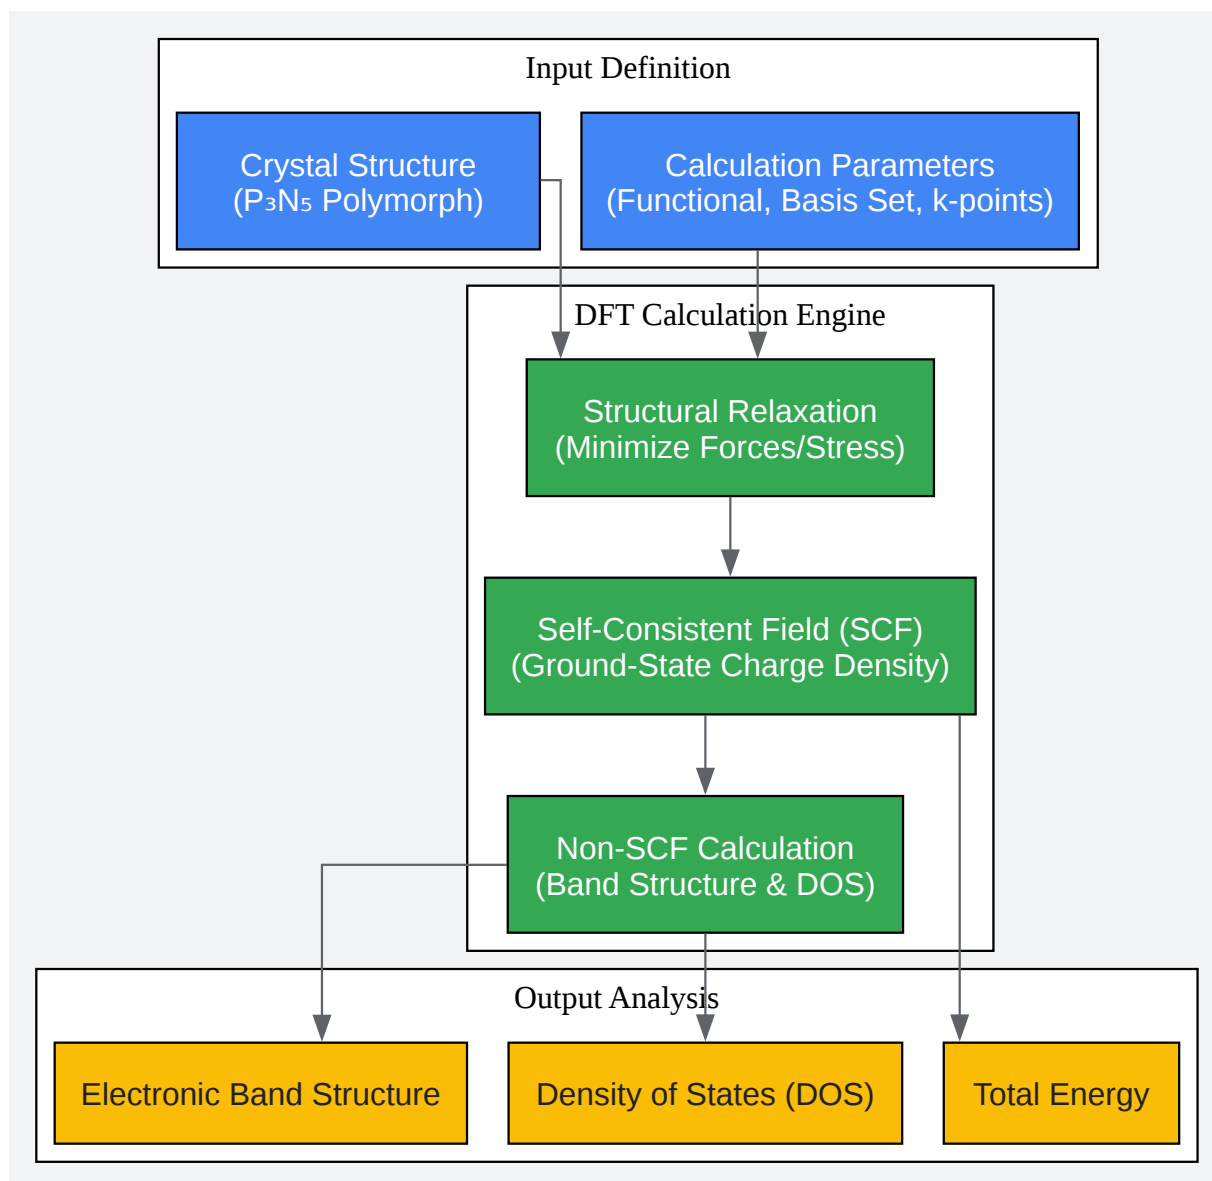 Input Definition
Crystal Structure
(P₃N₅ Polymorph)
Calculation Parameters
(Functional, Basis Set, k-points)
DFT Calculation Engine
Structural Relaxation
(Minimize Forces/Stress)
Self-Consistent Field (SCF)
(Ground-State Charge Density)
Non-SCF Calculation
(Band Structure & DOS)
Output Analysis
Electronic Band Structure
Density of States (DOS)
Total Energy